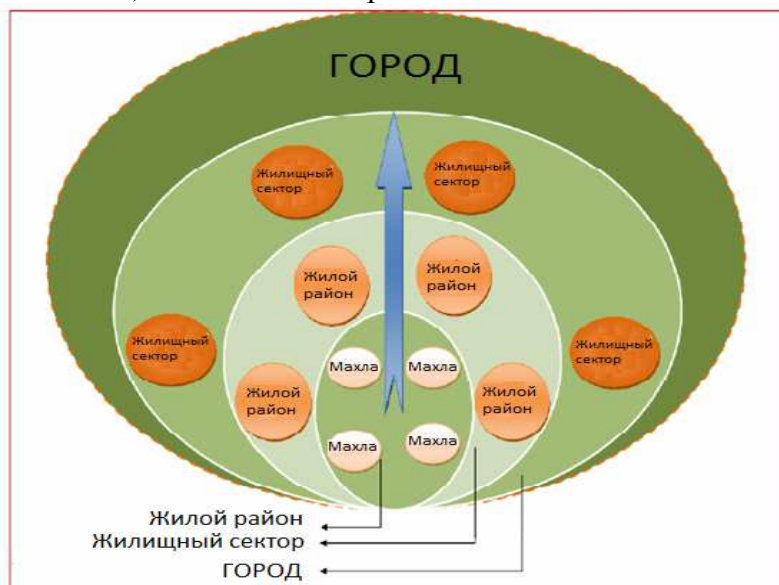 ГОРОД
Жилищный
сектор
Жилищный
сектор
Жилой
район
Жилой
район
Жилищный
сектор
Жилищный
сектор
Махла
Махла
Жилой
район
Жилой
район
Махла
Махла
Жилой район
Жилищный сектор
ГОРОД